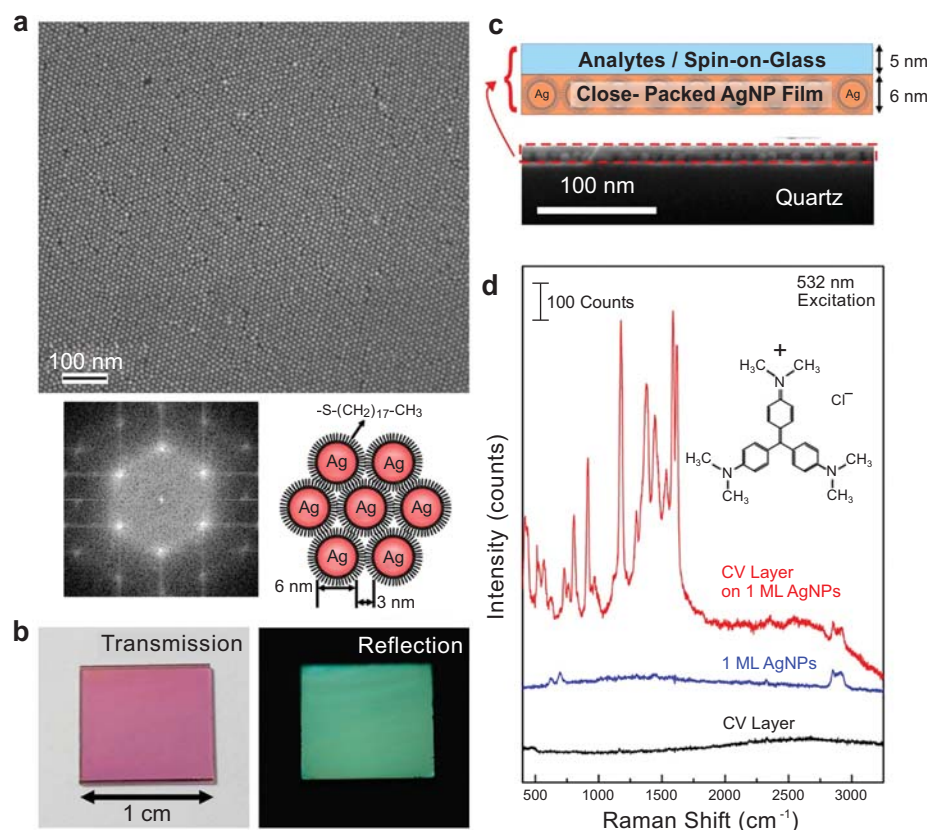 a
100 nm
-S-(CH2)17-CH3
Ag
Ag
Ag
Ag
Ag
Ag
Ag
6 nm
3 nm
b
Transmission
Reflection
1 cm
c
Analytes / Spin-on-Glass
5 nm
Ag
Close- Packed AgNP Film
Ag
6 nm
100 nm
Quartz
d
100 Counts
532 nm
Excitation
+
H3C
CH3
N
Cl−
H3C
CH3
N
N
CH3
CH3
CV Layer
on 1 ML AgNPs
1 ML AgNPs
CV Layer
Intensity (counts)
500
1000
1500
2000
2500
3000
Raman Shift (cm-1)